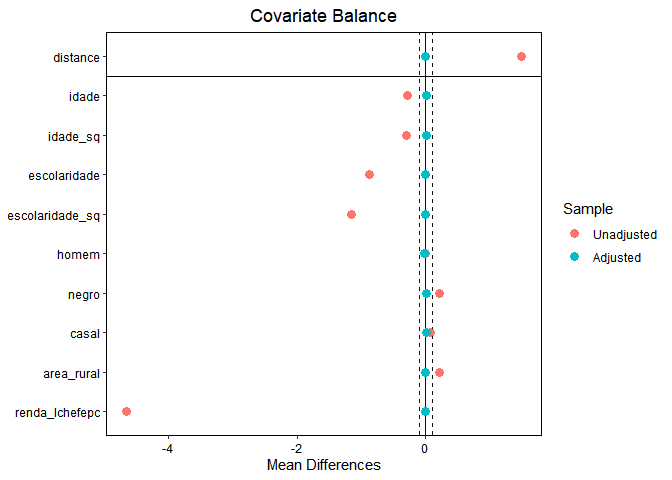 Covariate Balance
distance
idade
idade_sq
escolaridade
escolaridade_sq
homem
negro
casal
area_rural
renda_lchefepc
-4
-2
0
Mean Differences
Sample
Unadjusted
Adjusted